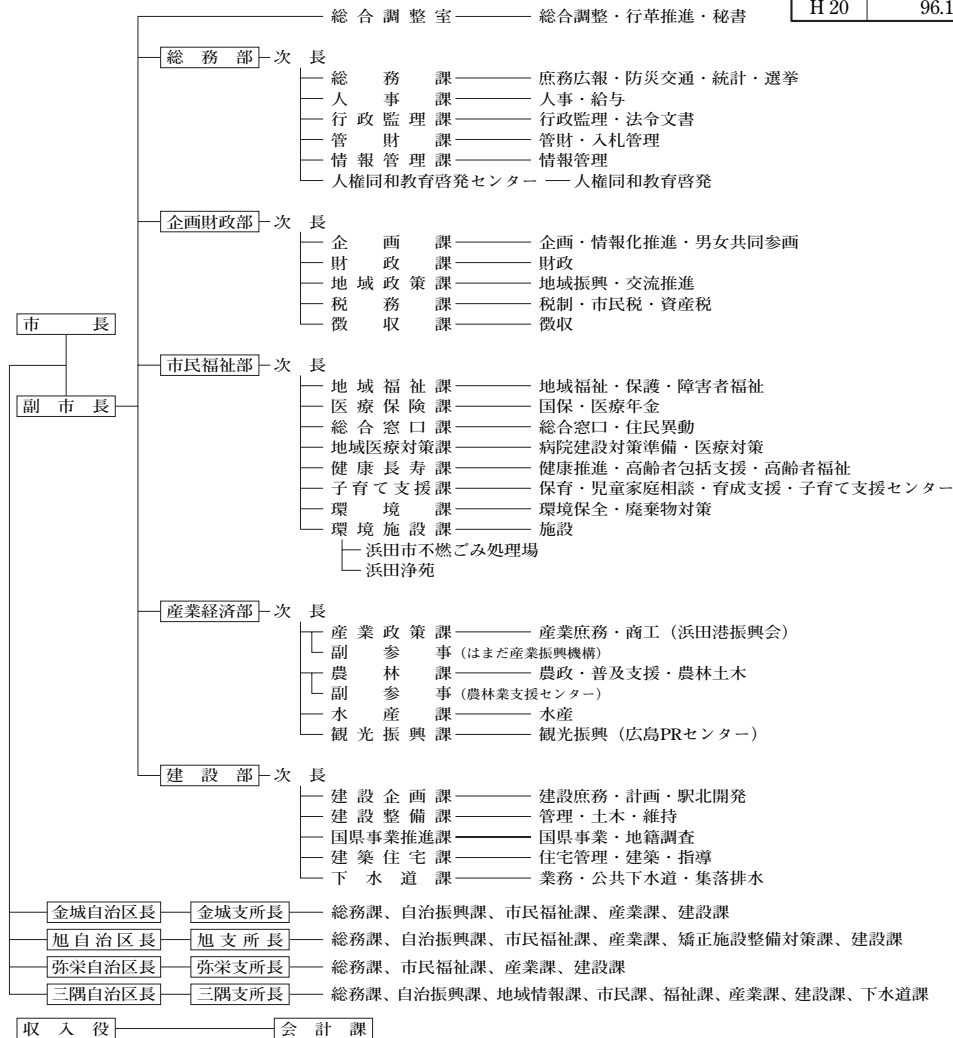 H 20 96.1
総合調整室 総合調整・行革推進・秘書
総務部 次長
総務課 庶務広報・防災交通・統計・選挙
人事課 人事・給与
行政監理課 行政監理・法令文書
管財課 管財・入札管理
情報管理課 情報管理
人権同和教育啓発センター 人権同和教育啓発
企画財政部 次長
企画課 企画・情報化推進・男女共同参画
財政課 財政
地域政策課 地域振興・交流推進
税務課 税制・市民税・資産税
徴収課 徴収
市長
市民福祉部 次長
地域福祉課 地域福祉・保護・障害者福祉
医療保険課 国保・医療年金
副市長
総合窓口課 総合窓口・住民異動
地域医療対策課 病院建設対策準備・医療対策
健康長寿課 健康推進・高齢者包括支援・高齢者福祉
子育て支援課 保育・児童家庭相談・育成支援・子育て支援センター
環境課 環境保全・廃棄物対策
環境施設課 施設
浜田市不燃ごみ処理場
浜田浄苑
産業経済部 次長
産業政策課 産業庶務・商工（浜田港振興会）
副参事（はまだ産業振興機構）
農林課 農政・普及支援・農林土木
副参事（農林業支援センター）
水産課 水産
観光振興課 観光振興（広島PRセンター）
建設部 次長
建設企画課 建設庶務・計画・駅北開発
建設整備課 管理・土木・維持
国県事業推進課 国県事業・地籍調査
建築住宅課 住宅管理・建築・指導
下水道課 業務・公共下水道・集落排水
金城自治区長 金城支所長 総務課、自治振興課、市民福祉課、産業課、建設課
旭自治区長 旭支所長 総務課、自治振興課、市民福祉課、産業課、矯正施設整備対策課、建設課
弥栄自治区長 弥栄支所長 総務課、市民福祉課、産業課、建設課
三隅自治区長 三隅支所長 総務課、自治振興課、地域情報課、市民課、福祉課、産業課、建設課、下水道課
収入役 会計課